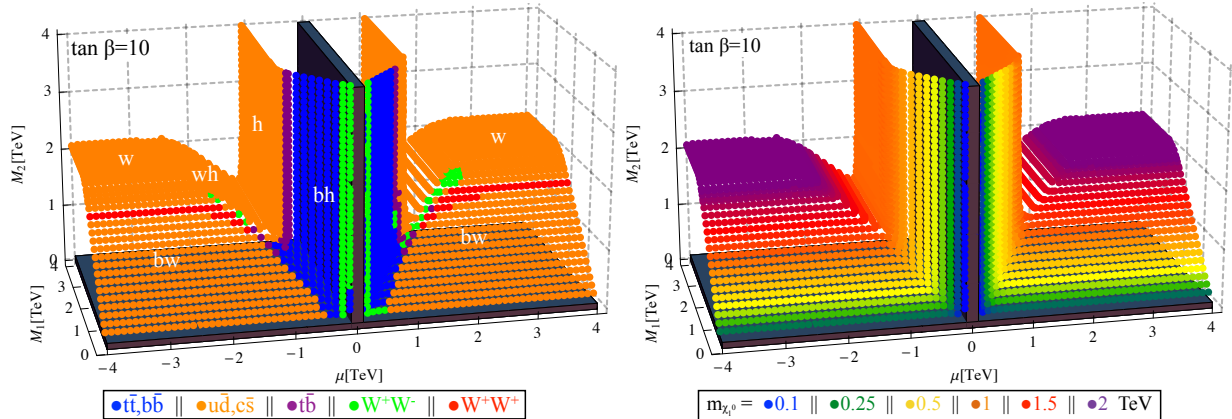 tan β=10
4
3
2
1
0
M₂[TeV]
w
wh
h
bh
w
bw
bw
4
3
2
1
0
M₁[TeV]
−4
−3
−2
−1
0
1
2
3
4
μ[TeV]
●tt̄,bb̄ || ●ud̄,cs̄ || ●tb̄ || ●W⁺W⁻ || ●W⁺W⁺
tan β=10
4
3
2
1
0
M₂[TeV]
4
3
2
1
0
M₁[TeV]
−4
−3
−2
−1
0
1
2
3
4
μ[TeV]
m_χ₁⁰ = ●0.1 || ●0.25 || ●0.5 || ●1 || ●1.5 || ●2 TeV